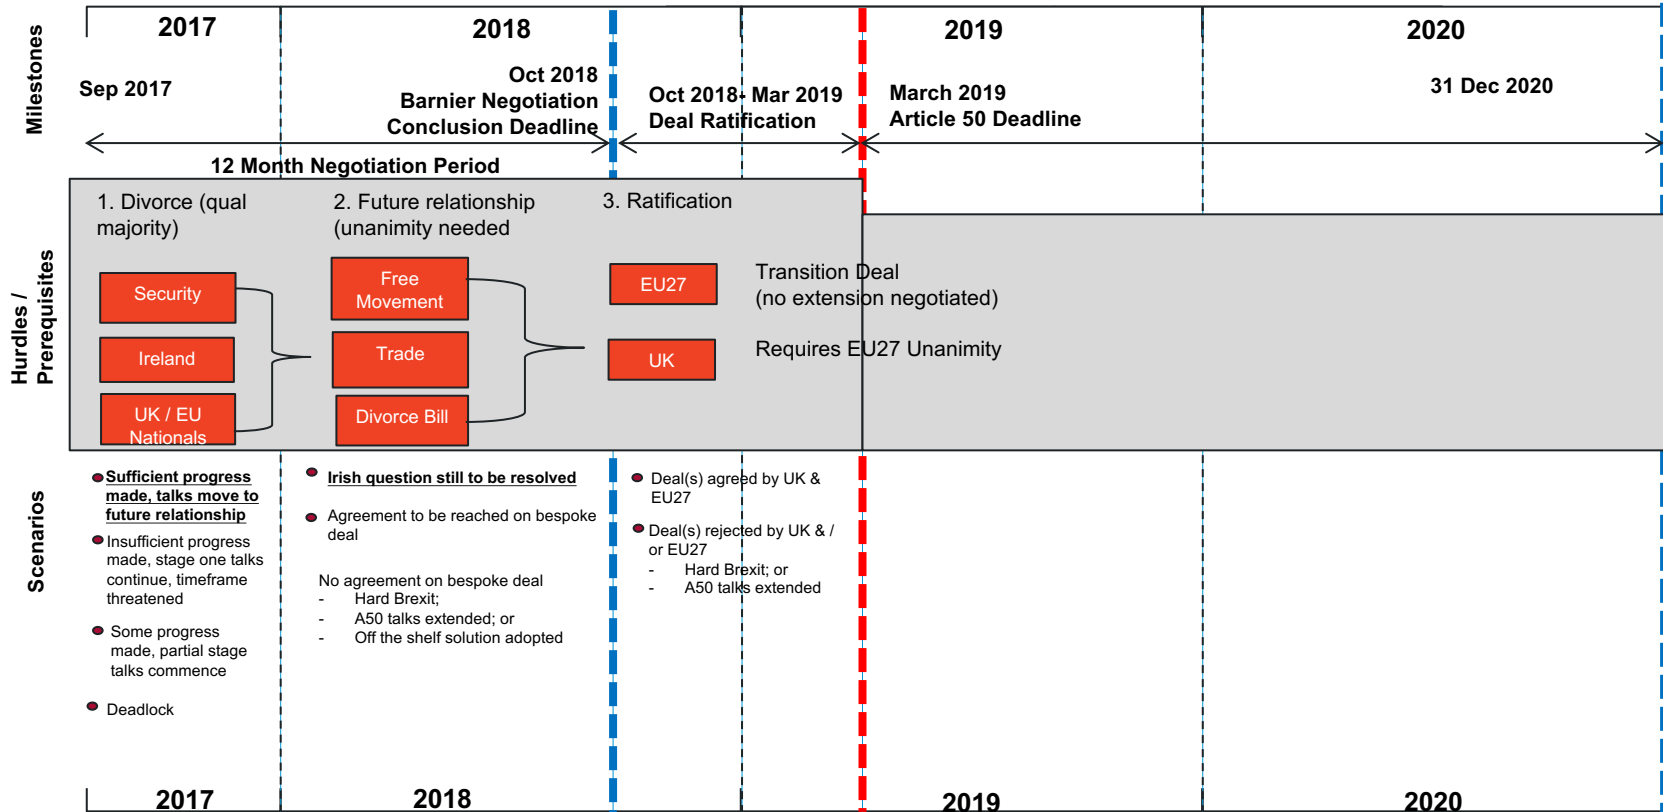 2017
2018
2019
2020
Milestones
Sep 2017
Oct 2018
Barnier Negotiation
Conclusion Deadline
Oct 2018- Mar 2019
Deal Ratification
March 2019
Article 50 Deadline
31 Dec 2020
12 Month Negotiation Period
Hurdles /
Prerequisites
1. Divorce (qual
majority)
Security
Ireland
UK / EU
Nationals
2. Future relationship
(unanimity needed
Free
Movement
Trade
Divorce Bill
3. Ratification
EU27
UK
Transition Deal
(no extension negotiated)
Requires EU27 Unanimity
Scenarios
Sufficient progress
made, talks move to
future relationship
Insufficient progress
made, stage one talks
continue, timeframe
threatened
Some progress
made, partial stage
talks commence
Deadlock
Irish question still to be resolved
Agreement to be reached on bespoke
deal
No agreement on bespoke deal
- Hard Brexit;
- A50 talks extended; or
- Off the shelf solution adopted
Deal(s) agreed by UK &
EU27
Deal(s) rejected by UK & /
or EU27
- Hard Brexit; or
- A50 talks extended
2017
2018
2019
2020